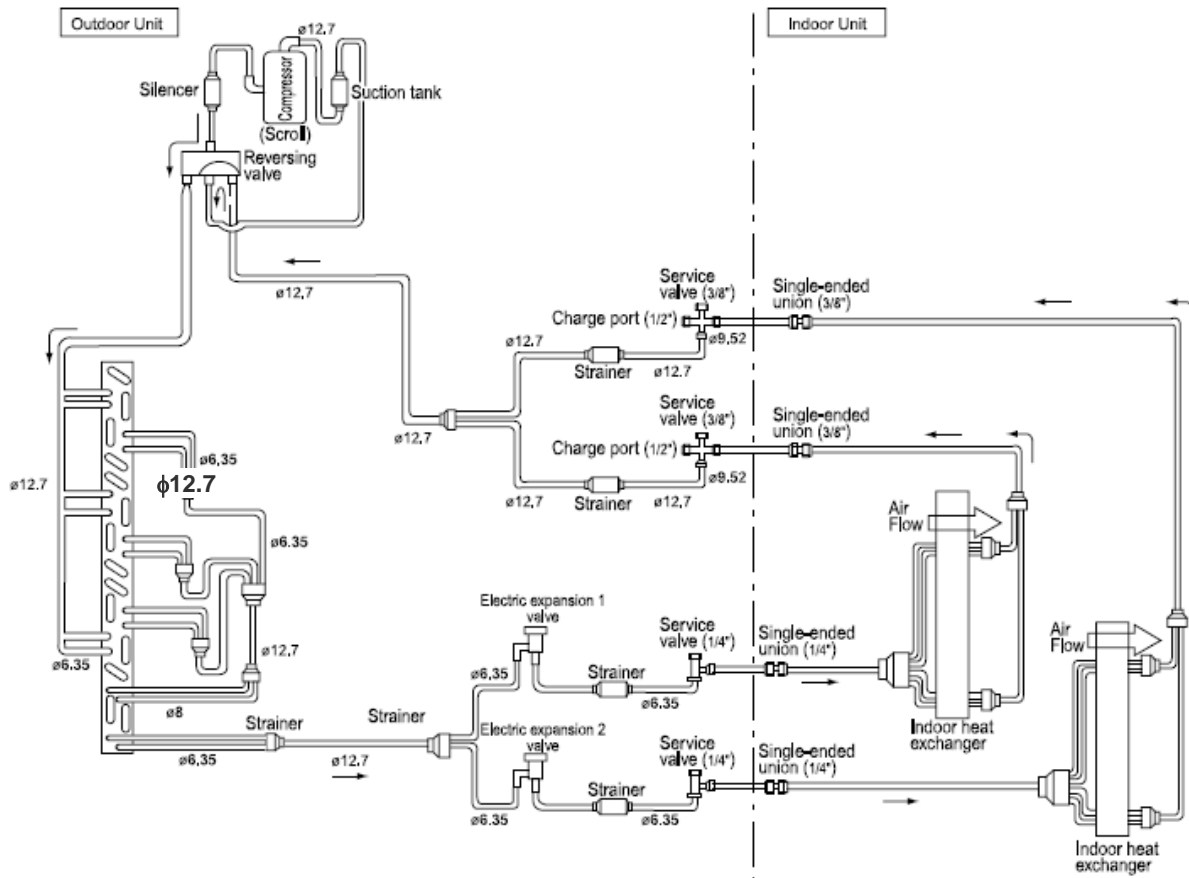 Outdoor Unit
Indoor Unit
ø12.7
Silencer
Compressor
(Scroll)
Suction tank
Reversing
valve
ø12,7
Service
valve (3/8")
Single-ended
union (3/8")
Charge port (1/2")
ø9,52
ø12.7
Strainer
ø12.7
Service
valve (3/8")
Single-ended
union (3/8")
Charge port (1/2")
ø9.52
ø12,7
ø12,7
Strainer
ø12,7
ø6,35
ϕ12.7
ø12.7
ø6.35
Air
Flow
Electric expansion 1
valve
Service
valve (1/4")
Single-ended
union (1/4")
Air
Flow
ø12,7
ø6.35
ø6,35
Strainer
ø6.35
ø8
Strainer
Strainer
Indoor heat
exchanger
Electric expansion 2
valve
Service
valve (1/4")
Single-ended
union (1/4")
ø6,35
ø12.7
Strainer
ø6.35
ø6.35
Indoor heat
exchanger